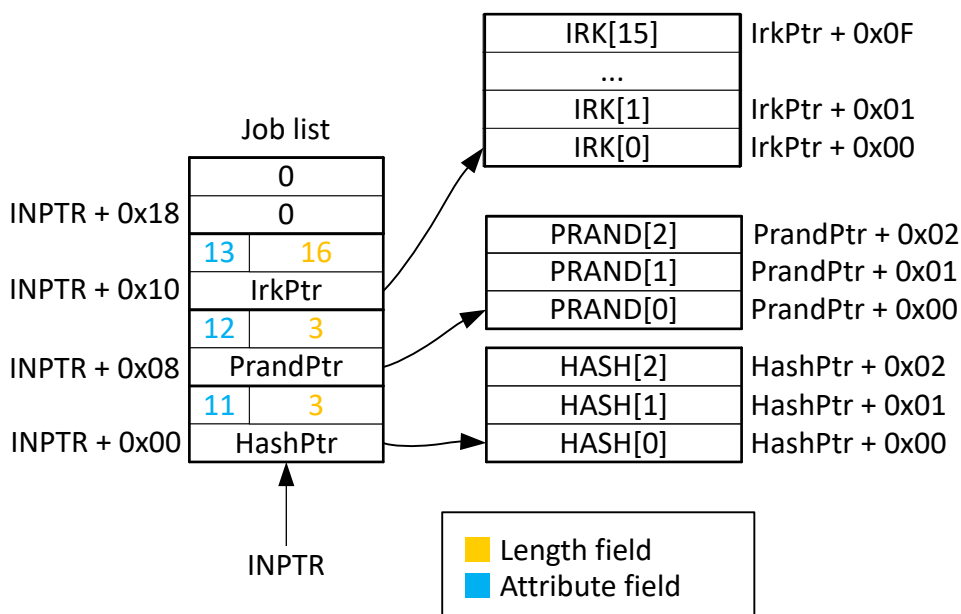 Job list
0
INPTR + 0x18 0
13 16
INPTR + 0x10 IrkPtr
12 3
INPTR + 0x08 PrandPtr
11 3
INPTR + 0x00 HashPtr
INPTR
IRK[15] IrkPtr + 0x0F
...
IRK[1] IrkPtr + 0x01
IRK[0] IrkPtr + 0x00
PRAND[2] PrandPtr + 0x02
PRAND[1] PrandPtr + 0x01
PRAND[0] PrandPtr + 0x00
HASH[2] HashPtr + 0x02
HASH[1] HashPtr + 0x01
HASH[0] HashPtr + 0x00
Length field
Attribute field